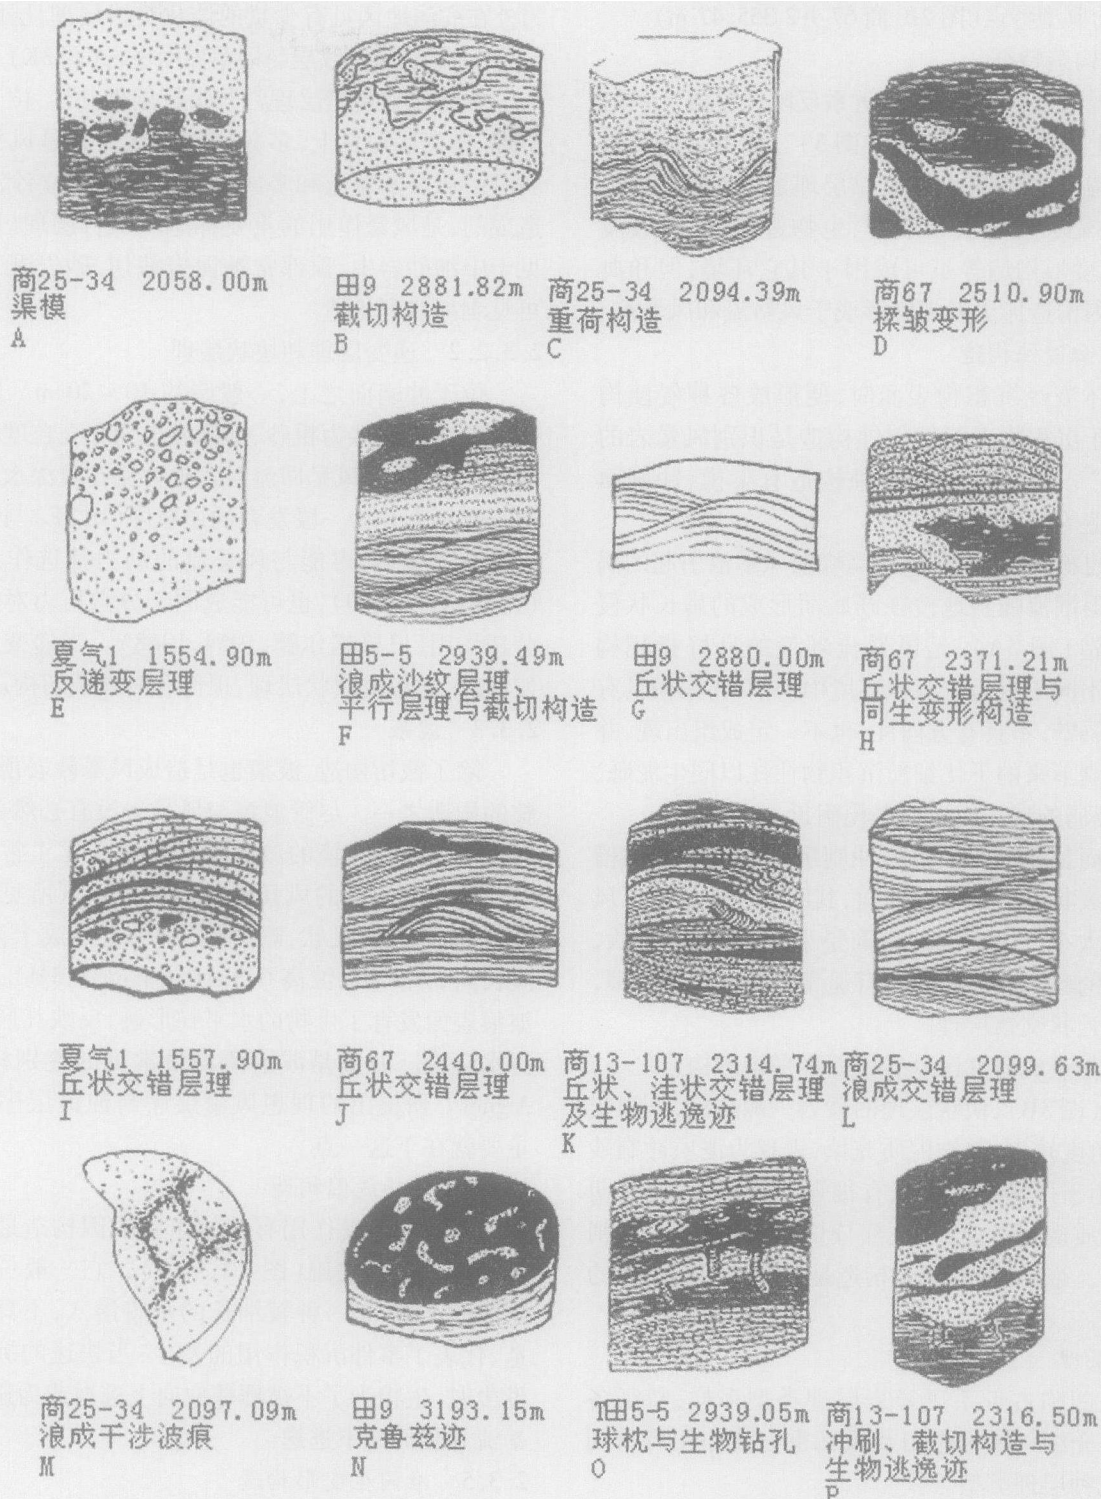 商25-34 2058.00m
渠模
A
田9 2881.82m
截切构造
B
商25-34 2094.39m
重荷构造
C
商67 2510.90m
揉皱变形
D
夏气1 1554.90m
反递变层理
E
田5-5 2939.49m
浪成沙纹层理、
平行层理与截切构造
F
田9 2880.00m
丘状交错层理
G
商67 2371.21m
丘状交错层理与
同生变形构造
H
夏气1 1557.90m
丘状交错层理
I
商67 2440.00m
丘状交错层理
J
商13-107 2314.74m
丘状、洼状交错层理
及生物逃逸迹
K
商25-34 2099.63m
浪成交错层理
L
商25-34 2097.09m
浪成干涉波痕
M
田9 3193.15m
克鲁兹迹
N
T田5-5 2939.05m
球枕与生物钻孔
O
商13-107 2316.50m
冲刷、截切构造与
生物逃逸迹
P